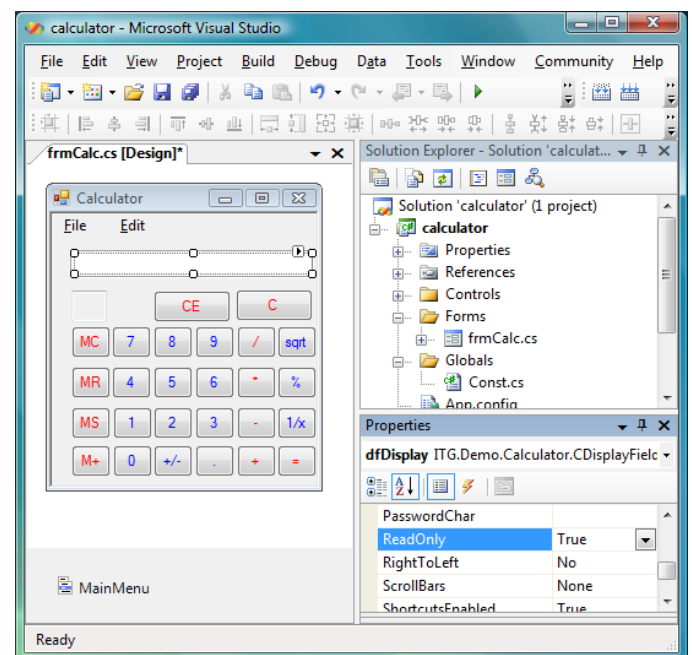 calculator - Microsoft Visual Studio
File Edit View Project Build Debug Data Tools Window Community Help
frmCalc.cs [Design]*
Calculator
File Edit
CE C
MC 7 8 9 / sqrt
MR 4 5 6 * %
MS 1 2 3 - 1/x
M+ 0 +/- . + =
MainMenu
Solution Explorer - Solution 'calculat...
Solution 'calculator' (1 project)
calculator
Properties
References
Controls
Forms
frmCalc.cs
Globals
Const.cs
App.config
Properties
dfDisplay ITG.Demo.Calculator.CDisplayFielc
PasswordChar
ReadOnly True
RightToLeft No
ScrollBars None
ShortcutsEnabled True
Ready